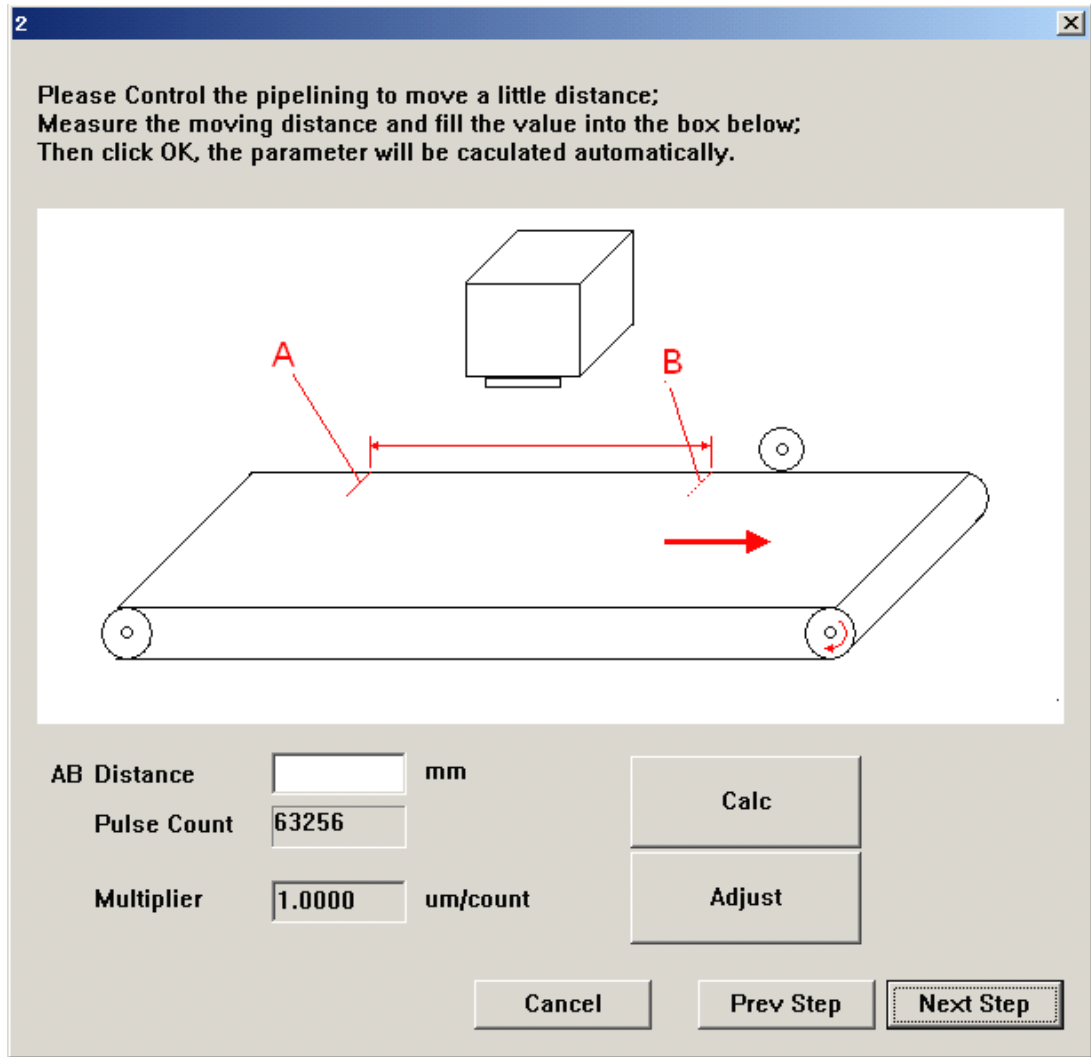 2
Please Control the pipelining to move a little distance;
Measure the moving distance and fill the value into the box below;
Then click OK, the parameter will be caculated automatically.
A
B
AB Distance mm
Pulse Count 63256
Multiplier 1.0000 um/count
Calc
Adjust
Cancel Prev Step Next Step